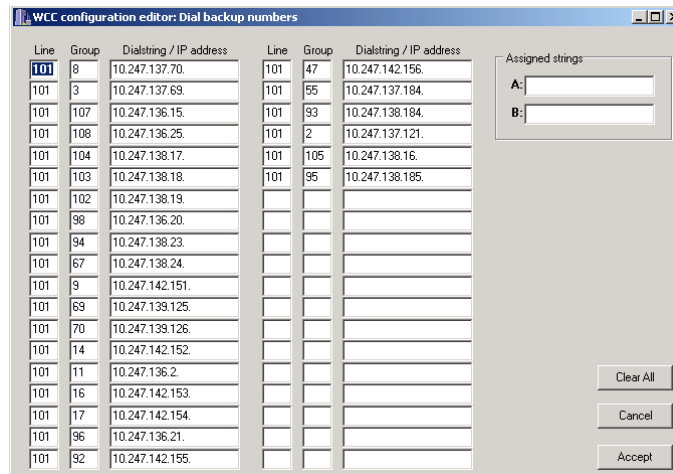 WCC configuration editor: Dial backup numbers
Line Group Dialstring / IP address Line Group Dialstring / IP address
101 8 10.247.137.70. 101 47 10.247.142.156.
101 3 10.247.137.69. 101 55 10.247.137.184.
101 107 10.247.136.15. 101 93 10.247.138.184.
101 108 10.247.136.25. 101 2 10.247.137.121.
101 104 10.247.138.17. 101 105 10.247.138.16.
101 103 10.247.138.18. 101 95 10.247.138.185.
101 102 10.247.138.19.
101 98 10.247.136.20.
101 94 10.247.138.23.
101 67 10.247.138.24.
101 9 10.247.142.151.
101 69 10.247.139.125.
101 70 10.247.139.126.
101 14 10.247.142.152.
101 11 10.247.136.2.
101 16 10.247.142.153.
101 17 10.247.142.154.
101 96 10.247.136.21.
101 92 10.247.142.155.
Assigned strings
A:
B:
Clear All
Cancel
Accept